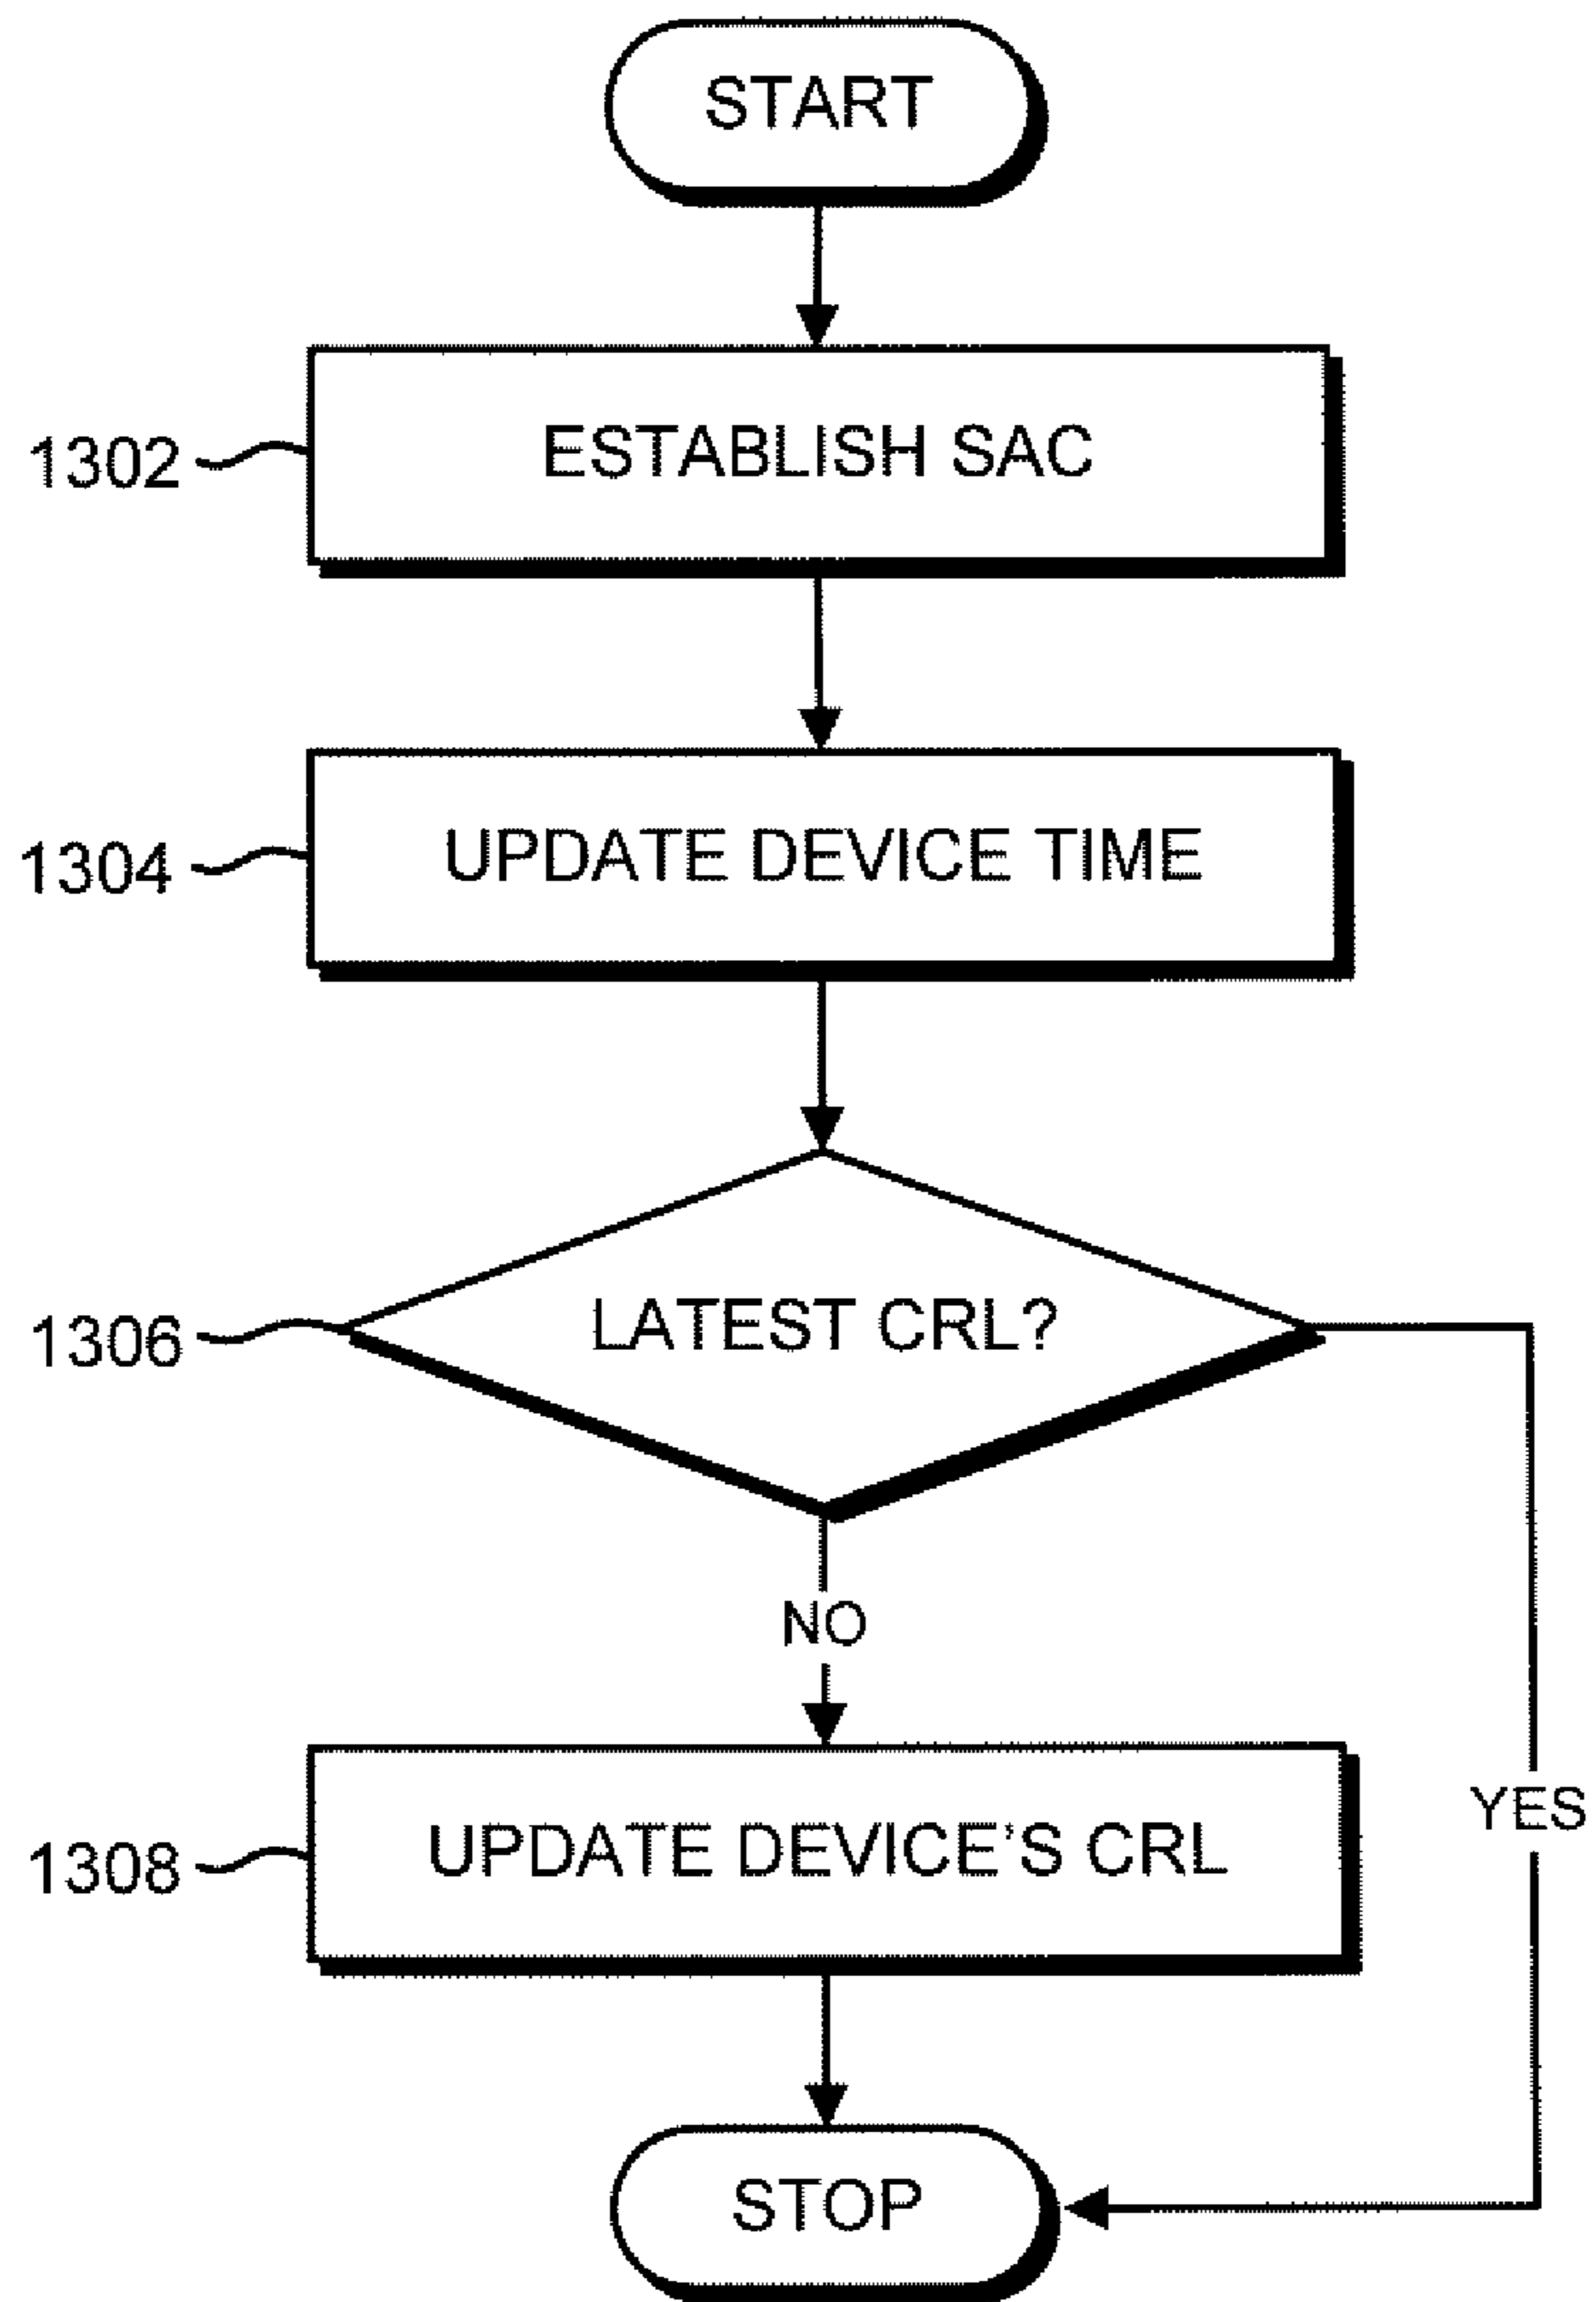 START
1302
ESTABLISH SAC
1304
UPDATE DEVICE TIME
1306
LATEST CRL?
NO
YES
1308
UPDATE DEVICE'S CRL
STOP